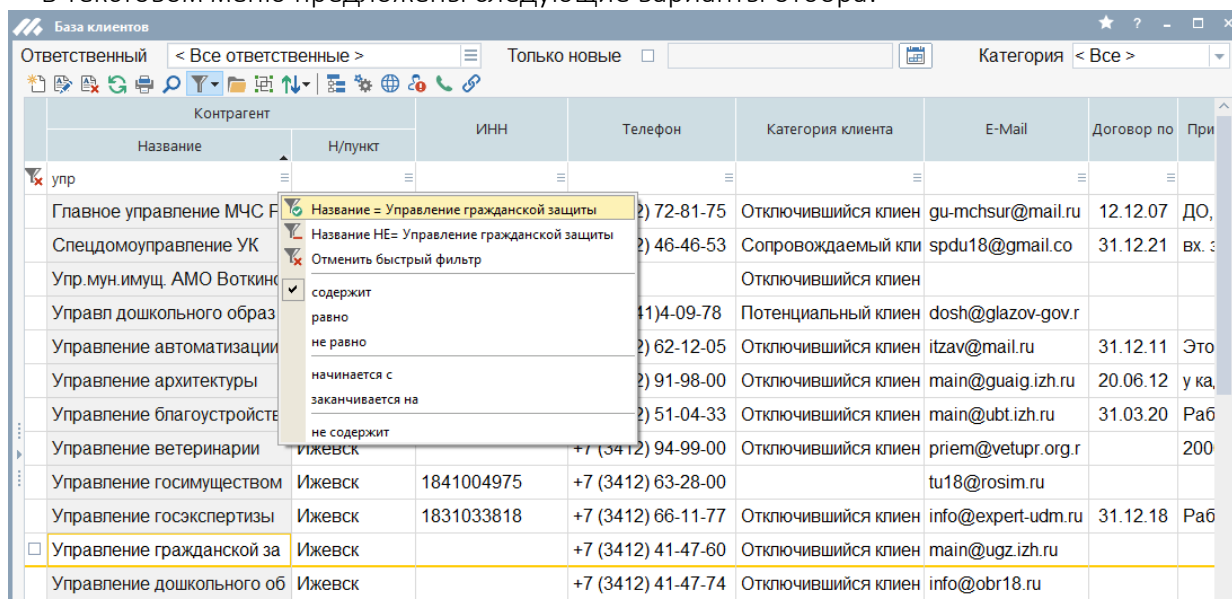 В текстовом меню предложены следующие варианты отбора:
База клиентов
Ответственный < Все ответственные > Только новые Категория < Все >
Контрагент ИНН Телефон Категория клиента E-Mail Договор по При
Название Н/пункт
упр
Главное управление МЧС 2) 72-81-75 Отключившийся клиен gu-mchsur@mail.ru 12.12.07 ДО,
Название = Управление гражданской защиты
Название НЕ= Управление гражданской защиты
Спецдомоуправление УК 2) 46-46-53 Сопровождаемый кли spdu18@gmail.co 31.12.21 вх. з
Отменить быстрый фильтр
Упр.мун.имущ. АМО Воткинс Отключившийся клиен
содержит
Управл дошкольного образ 41)4-09-78 Потенциальный клиен dosh@glazov-gov.r
равно
не равно
Управление автоматизации 2) 62-12-05 Отключившийся клиен itzav@mail.ru 31.12.11 Это
начинается с
Управление архитектуры 2) 91-98-00 Отключившийся клиен main@guaig.izh.ru 20.06.12 у ка
заканчивается на
Управление благоустройств 2) 51-04-33 Отключившийся клиен main@ubt.izh.ru 31.03.20 Раб
не содержит
Управление ветеринарии Ижевск +7 (3412) 94-99-00 Отключившийся клиен priem@vetupr.org.r 200
Управление госимуществом Ижевск 1841004975 +7 (3412) 63-28-00 tu18@rosim.ru
Управление госэкспертизы Ижевск 1831033818 +7 (3412) 66-11-77 Отключившийся клиен info@expert-udm.ru 31.12.18 Раб
Управление гражданской за Ижевск +7 (3412) 41-47-60 Отключившийся клиен main@ugz.izh.ru
Управление дошкольного об Ижевск +7 (3412) 41-47-74 Отключившийся клиен info@obr18.ru